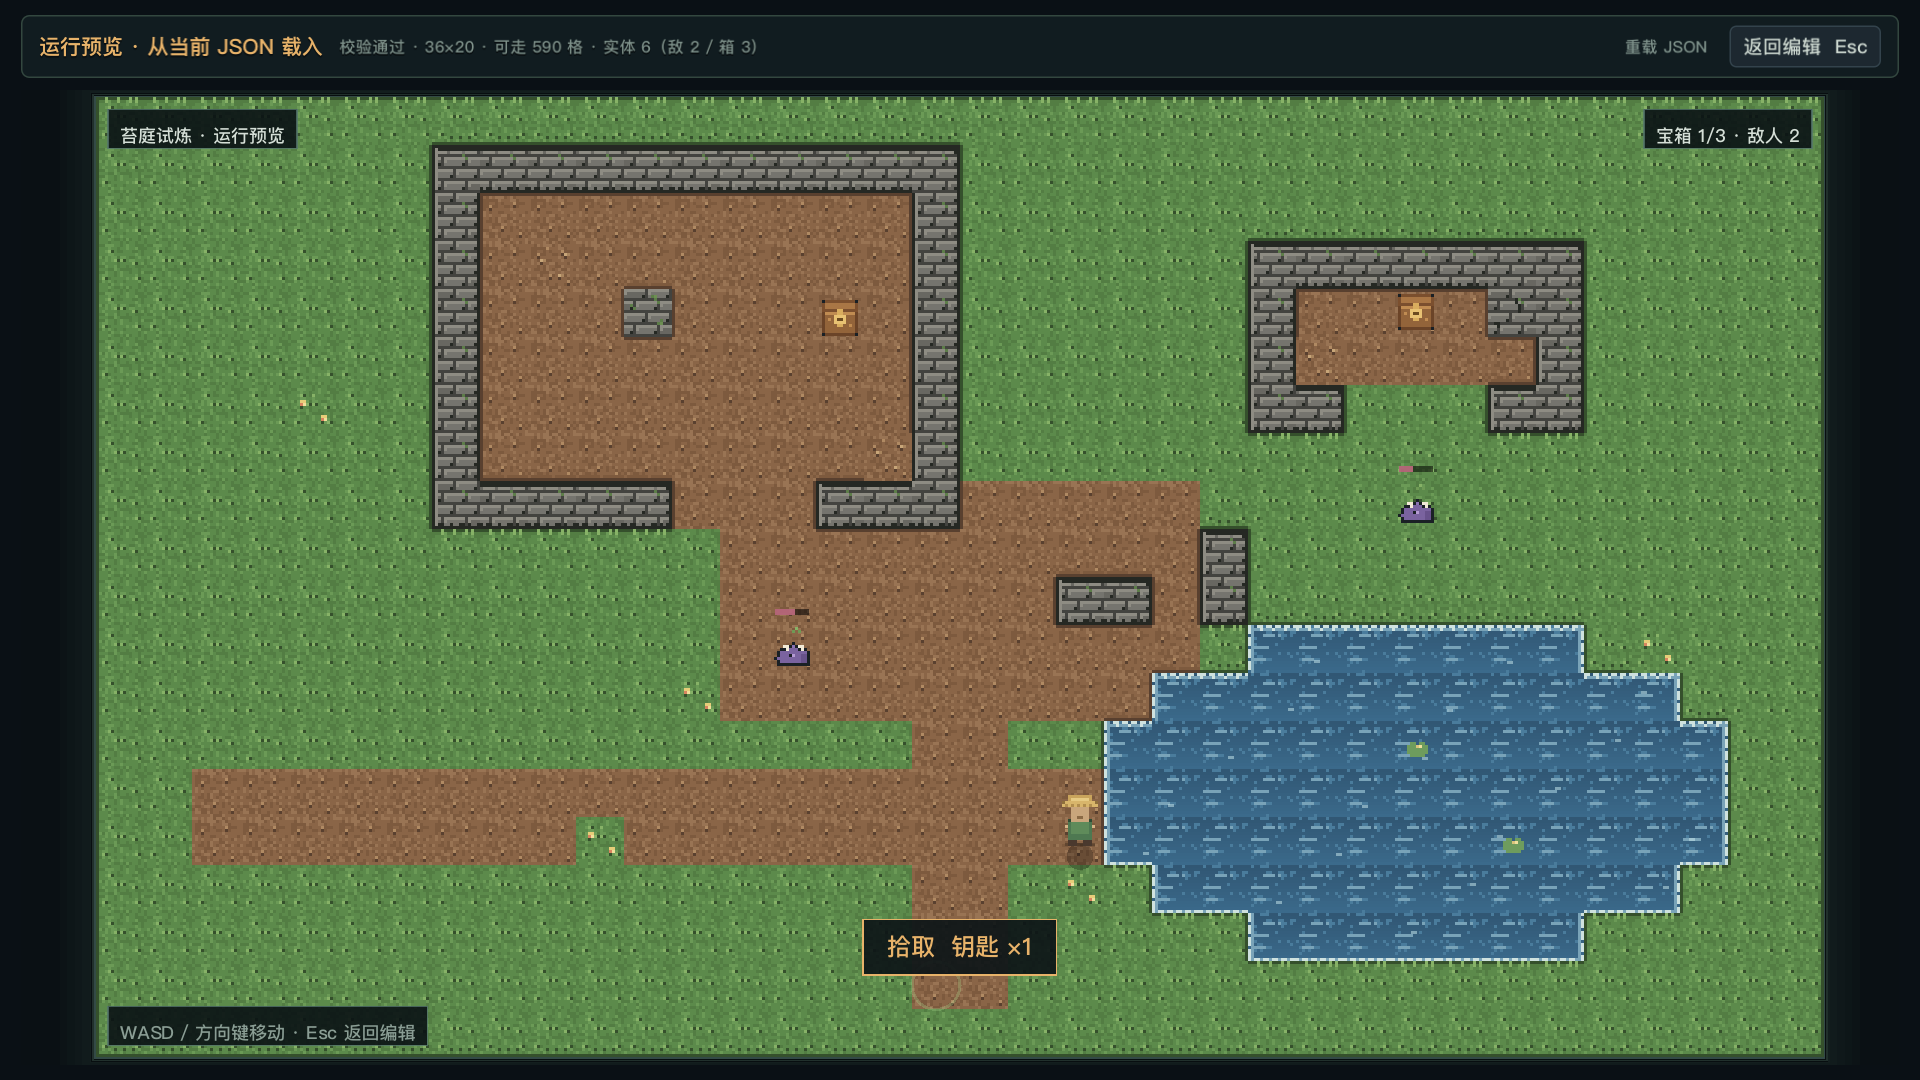 运行预览 · 从当前 JSON 载入 校验通过 · 36×20 · 可走 590 格 · 实体 6（敌 2 / 箱 3） 重载 JSON 返回编辑 Esc
苔庭试炼 · 运行预览 宝箱 1/3 · 敌人 2
拾取 钥匙 ×1
WASD / 方向键移动 · Esc 返回编辑